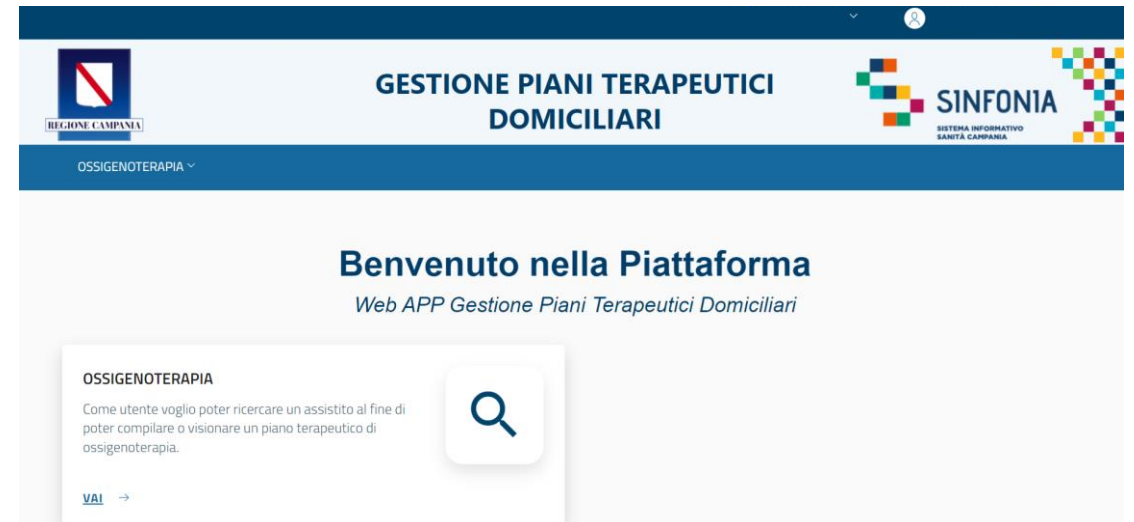 REGIONE CAMPANIA
GESTIONE PIANI TERAPEUTICI
DOMICILIARI
SINFONIA
SISTEMA INFORMATIVO
SANITÀ CAMPANIA
OSSIGENOTERAPIA
Benvenuto nella Piattaforma
Web APP Gestione Piani Terapeutici Domiciliari
OSSIGENOTERAPIA
Come utente voglio poter ricercare un assistito al fine di
poter compilare o visionare un piano terapeutico di
ossigenoterapia.
VAI →